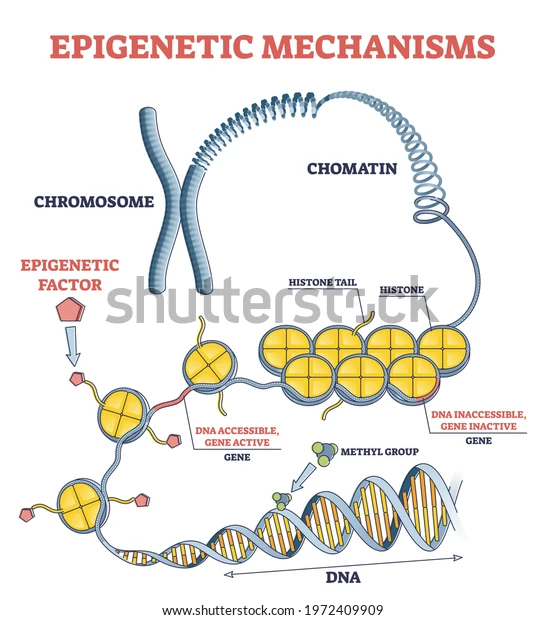 EPIGENETIC MECHANISMS
CHOMATIN
CHROMOSOME
EPIGENETIC
FACTOR
HISTONE TAIL
HISTONE
DNA ACCESSIBLE,
GENE ACTIVE
GENE
DNA INACCESSIBLE,
GENE INACTIVE
GENE
METHYL GROUP
DNA
shutterstock
shutterstock.com · 1972409909